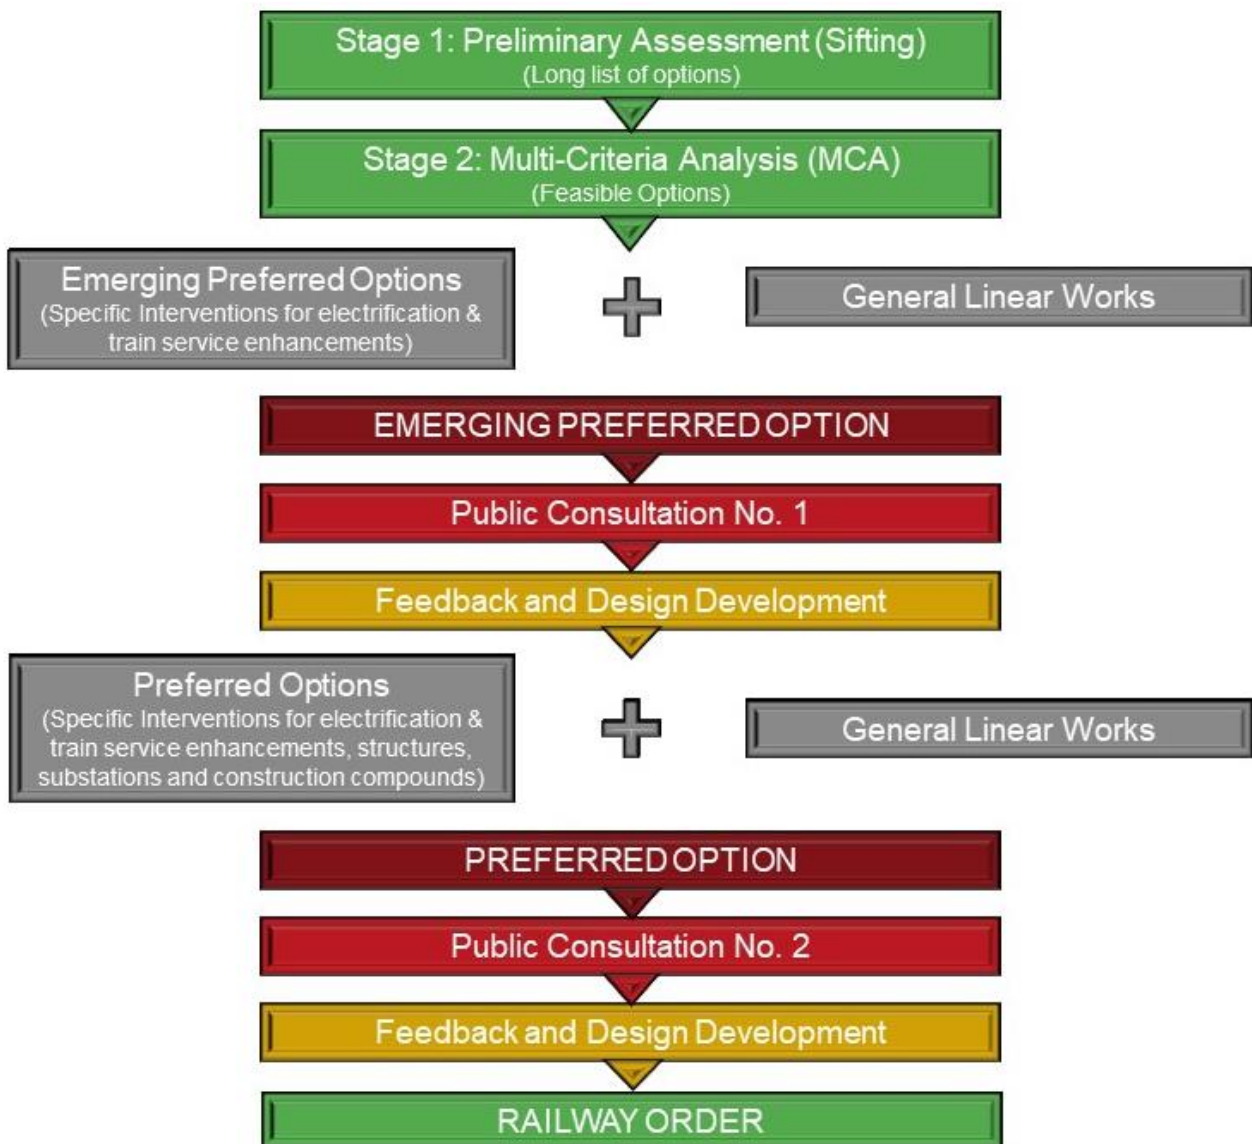 Stage 1: Preliminary Assessment (Sifting)
(Long list of options)
Stage 2: Multi-Criteria Analysis (MCA)
(Feasible Options)
Emerging Preferred Options
(Specific Interventions for electrification &
train service enhancements)
General Linear Works
EMERGING PREFERRED OPTION
Public Consultation No. 1
Feedback and Design Development
Preferred Options
(Specific Interventions for electrification &
train service enhancements, structures,
substations and construction compounds)
General Linear Works
PREFERRED OPTION
Public Consultation No. 2
Feedback and Design Development
RAILWAY ORDER